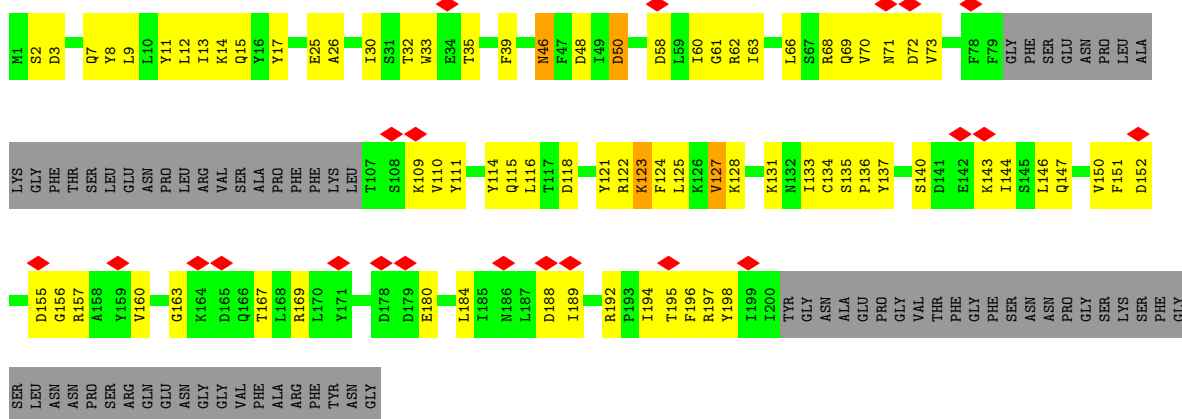 M1 S2 D3 Q7 Y8 L9 L10 Y11 L12 I13 K14 Q15 Y16 Y17 E25 A26 I30 S31 T32 W33 E34 T35 F39 N46 F47 D48 I49 D50 D58 L59 I60 G61 R62 I63 L66 S67 R68 Q69 V70 N71 D72 V73 F78 F79 GLY PHE SER GLU ASN PRO LEU ALA
LYS GLY PHE THR SER LEU GLU ASN PRO LEU ARG VAL SER ALA PRO PHE PHE LYS LEU T107 S108 K109 V110 Y111 Y114 Q115 L116 T117 D118 Y121 R122 K123 F124 L125 K126 V127 K128 K131 N132 I133 C134 S135 P136 Y137 S140 D141 E142 K143 I144 S145 L146 Q147 V150 F151 D152
D155 G156 R157 A158 Y159 V160 G163 K164 D165 Q166 T167 L168 R169 L170 Y171 D178 D179 E180 L184 I185 N186 L187 D188 I189 R192 P193 I194 T195 F196 R197 Y198 I199 I200 TYR GLY ASN ALA GLU PRO GLY VAL THR PHE GLY PHE SER ASN ASN PRO GLY SER LYS SER PHE GLY
SER LEU ASN ASN PRO SER ARG GLN GLU ASN GLY GLY VAL PHE ALA ARG PHE TYR ASN GLY